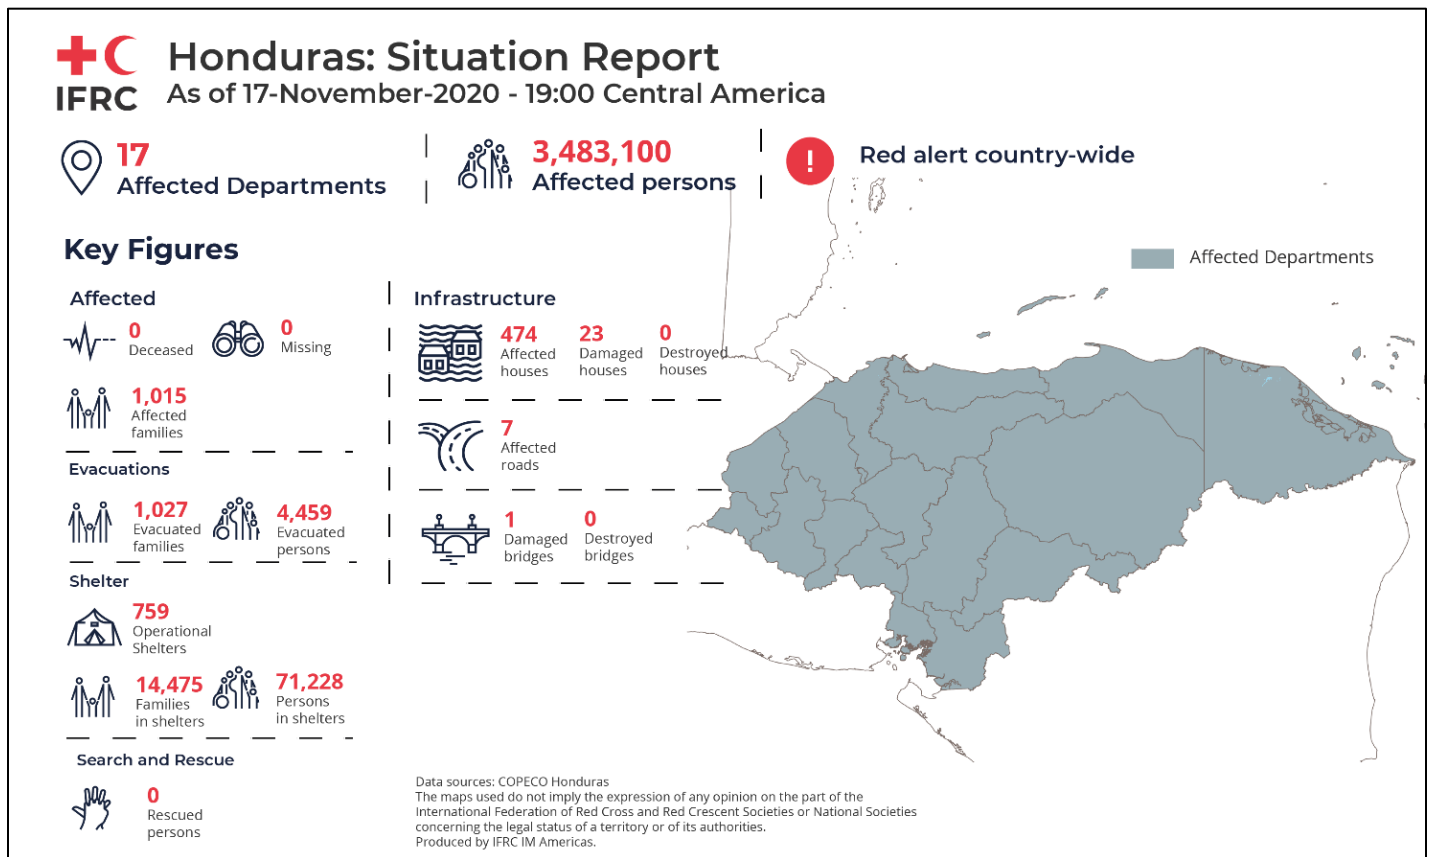 IFRC
Honduras: Situation Report
As of 17-November-2020 - 19:00 Central America
17
Affected Departments
3,483,100
Affected persons
!
Red alert country-wide
Key Figures
Affected Departments
Affected
0
Deceased
0
Missing
1,015
Affected
families
Evacuations
1,027
Evacuated
families
4,459
Evacuated
persons
Shelter
759
Operational
Shelters
14,475
Families
in shelters
71,228
Persons
in shelters
Search and Rescue
0
Rescued
persons
Infrastructure
474
Affected
houses
23
Damaged
houses
0
Destroyed
houses
7
Affected
roads
1
Damaged
bridges
0
Destroyed
bridges
Data sources: COPECO Honduras
The maps used do not imply the expression of any opinion on the part of the
International Federation of Red Cross and Red Crescent Societies or National Societies
concerning the legal status of a territory or of its authorities.
Produced by IFRC IM Americas.